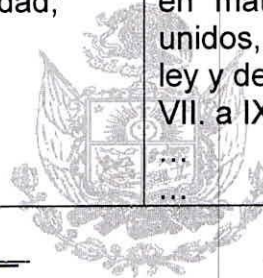 dad,
en mat
unidos,
ley y de
VII. a IX
...
...